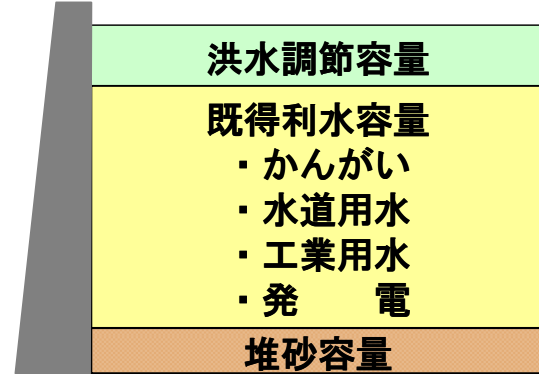 洪水調節容量
既得利水容量
・かんがい
・水道用水
・工業用水
・発　　電
堆砂容量